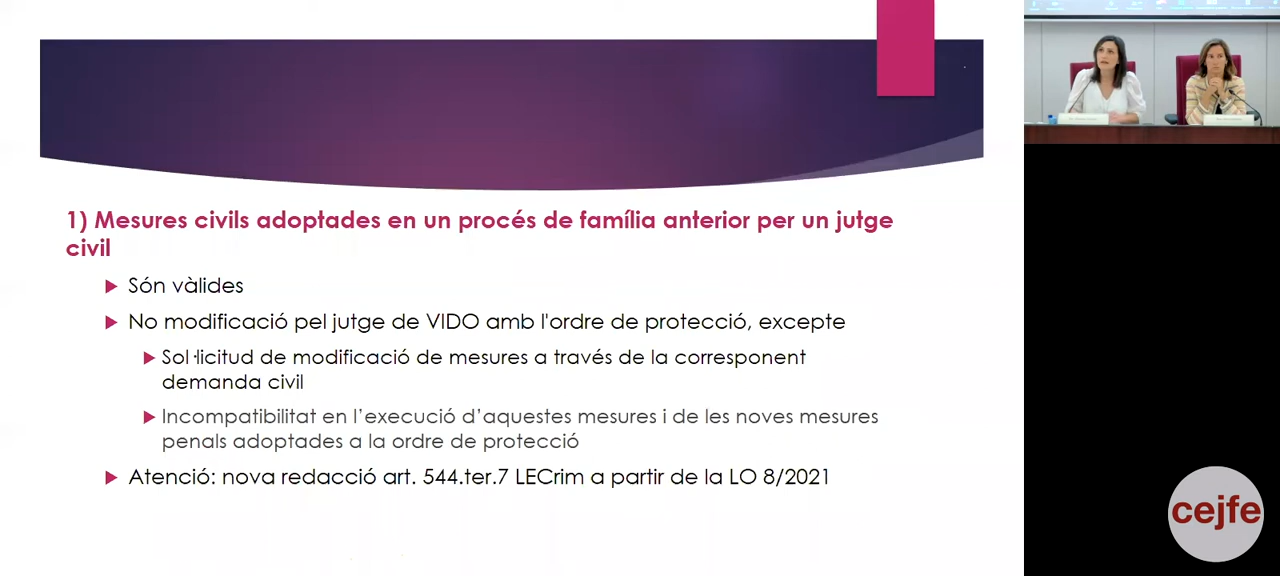 1) Mesures civils adoptades en un procés de família anterior per un jutge
civil
Són vàlides
No modificació pel jutge de VIDO amb l'ordre de protecció, excepte
Sol·licitud de modificació de mesures a través de la corresponent
demanda civil
Incompatibilitat en l’execució d’aquestes mesures i de les noves mesures
penals adoptades a la ordre de protecció
Atenció: nova redacció art. 544.ter.7 LECrim a partir de la LO 8/2021
cejfe